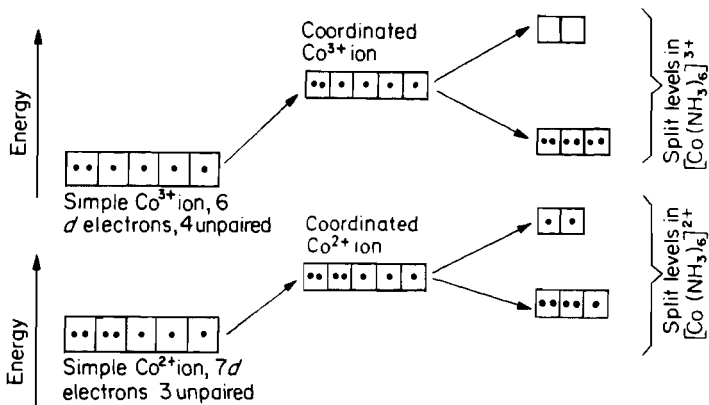 Energy
Coordinated
Co³⁺ ion
Simple Co³⁺ ion, 6
d electrons, 4 unpaired
Split levels in
[Co (NH₃)₆]³⁺
Energy
Coordinated
Co²⁺ ion
Simple Co²⁺ ion, 7d
electrons 3 unpaired
Split levels in
[Co (NH₃)₆]²⁺